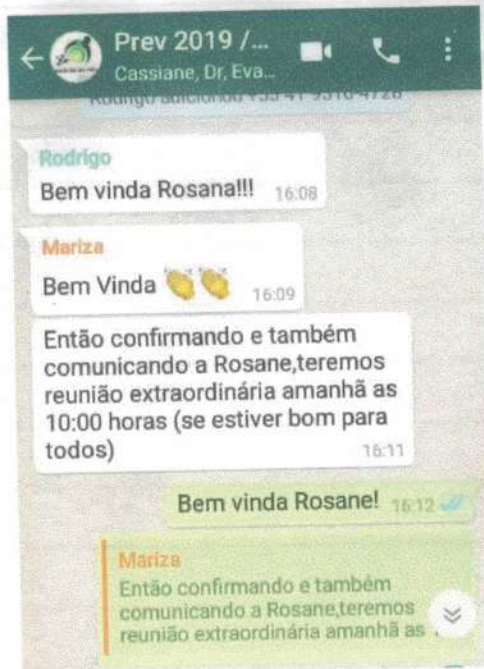 Prev 2019 /...
Cassiane, Dr, Eva...
Rodrigo
Bem vinda Rosana!!! 16:08
Mariza
Bem Vinda 👏👏 16:09
Então confirmando e também
comunicando a Rosane,teremos
reunião extraordinária amanhã as
10:00 horas (se estiver bom para
todos) 16:11
Bem vinda Rosane! 16:12
Mariza
Então confirmando e também
comunicando a Rosane,teremos
reunião extraordinária amanhã as